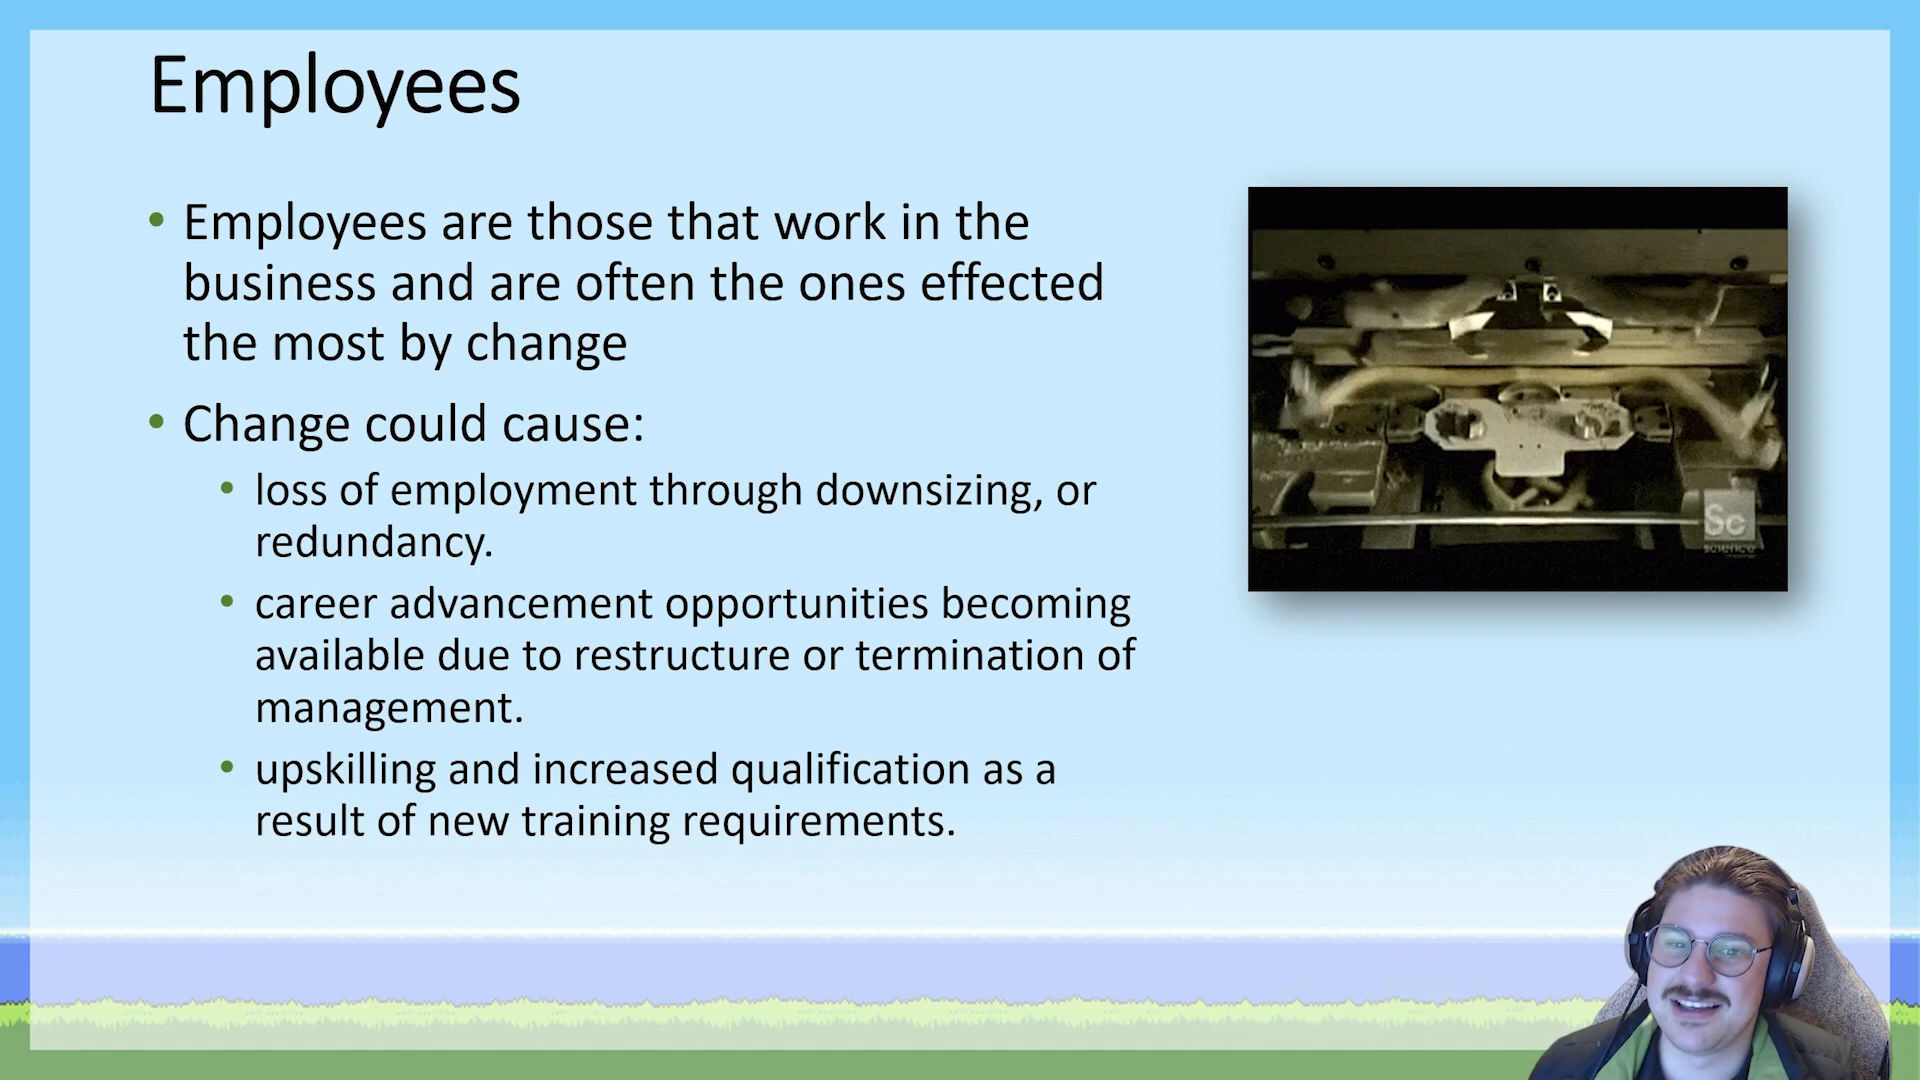 Employees
• Employees are those that work in the
business and are often the ones effected
the most by change
• Change could cause:
• loss of employment through downsizing, or
redundancy.
• career advancement opportunities becoming
available due to restructure or termination of
management.
• upskilling and increased qualification as a
result of new training requirements.
Sc
science